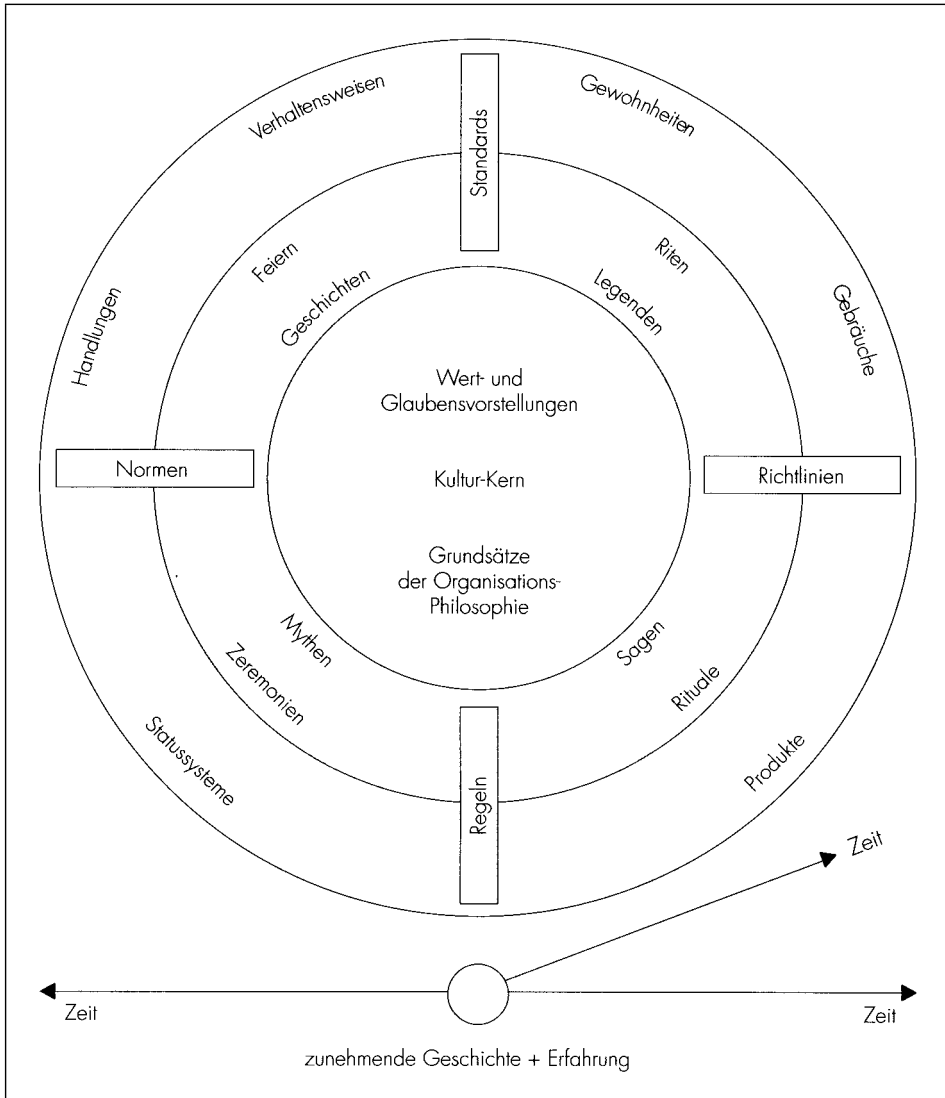 Verhaltensweisen
Gewohnheiten
Standards
Feiern
Riten
Geschichten
Legenden
Handlungen
Gebräuche
Wert- und
Glaubensvorstellungen
Normen
Kultur-Kern
Richtlinien
Grundsätze
der Organisations-
Philosophie
Mythen
Sagen
Zeremonien
Rituale
Statussysteme
Produkte
Regeln
Zeit
Zeit
Zeit
zunehmende Geschichte + Erfahrung